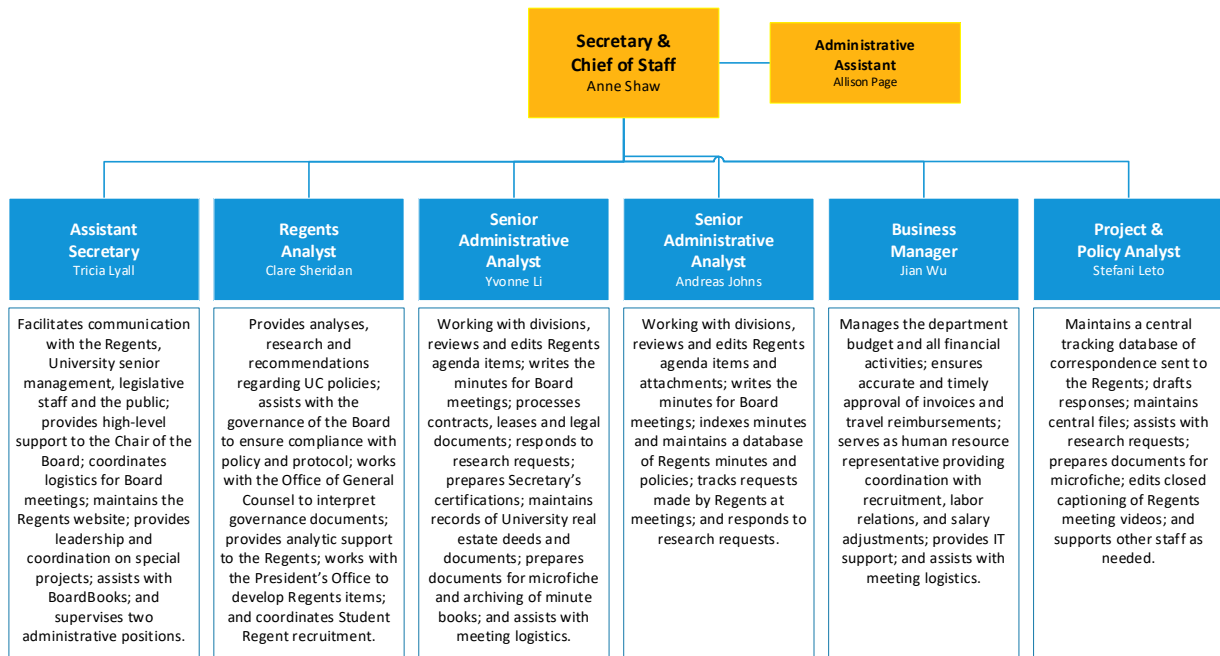 Secretary &
Chief of Staff
Anne Shaw
Administrative
Assistant
Allison Page
Assistant
Secretary
Tricia Lyall
Facilitates communication
with the Regents,
University senior
management, legislative
staff and the public;
provides high-level
support to the Chair of the
Board; coordinates
logistics for Board
meetings; maintains the
Regents website; provides
leadership and
coordination on special
projects; assists with
BoardBooks; and
supervises two
administrative positions.
Regents
Analyst
Clare Sheridan
Provides analyses,
research and
recommendations
regarding UC policies;
assists with the
governance of the Board
to ensure compliance with
policy and protocol; works
with the Office of General
Counsel to interpret
governance documents;
provides analytic support
to the Regents; works with
the President’s Office to
develop Regents items;
and coordinates Student
Regent recruitment.
Senior
Administrative
Analyst
Yvonne Li
Working with divisions,
reviews and edits Regents
agenda items; writes the
minutes for Board
meetings; processes
contracts, leases and legal
documents; responds to
research requests;
prepares Secretary’s
certifications; maintains
records of University real
estate deeds and
documents; prepares
documents for microfiche
and archiving of minute
books; and assists with
meeting logistics.
Senior
Administrative
Analyst
Andreas Johns
Working with divisions,
reviews and edits Regents
agenda items and
attachments; writes the
minutes for Board
meetings; indexes minutes
and maintains a database
of Regents minutes and
policies; tracks requests
made by Regents at
meetings; and responds to
research requests.
Business
Manager
Jian Wu
Manages the department
budget and all financial
activities; ensures
accurate and timely
approval of invoices and
travel reimbursements;
serves as human resource
representative providing
coordination with
recruitment, labor
relations, and salary
adjustments; provides IT
support; and assists with
meeting logistics.
Project &
Policy Analyst
Stefani Leto
Maintains a central
tracking database of
correspondence sent to
the Regents; drafts
responses; maintains
central files; assists with
research requests;
prepares documents for
microfiche; edits closed
captioning of Regents
meeting videos; and
supports other staff as
needed.